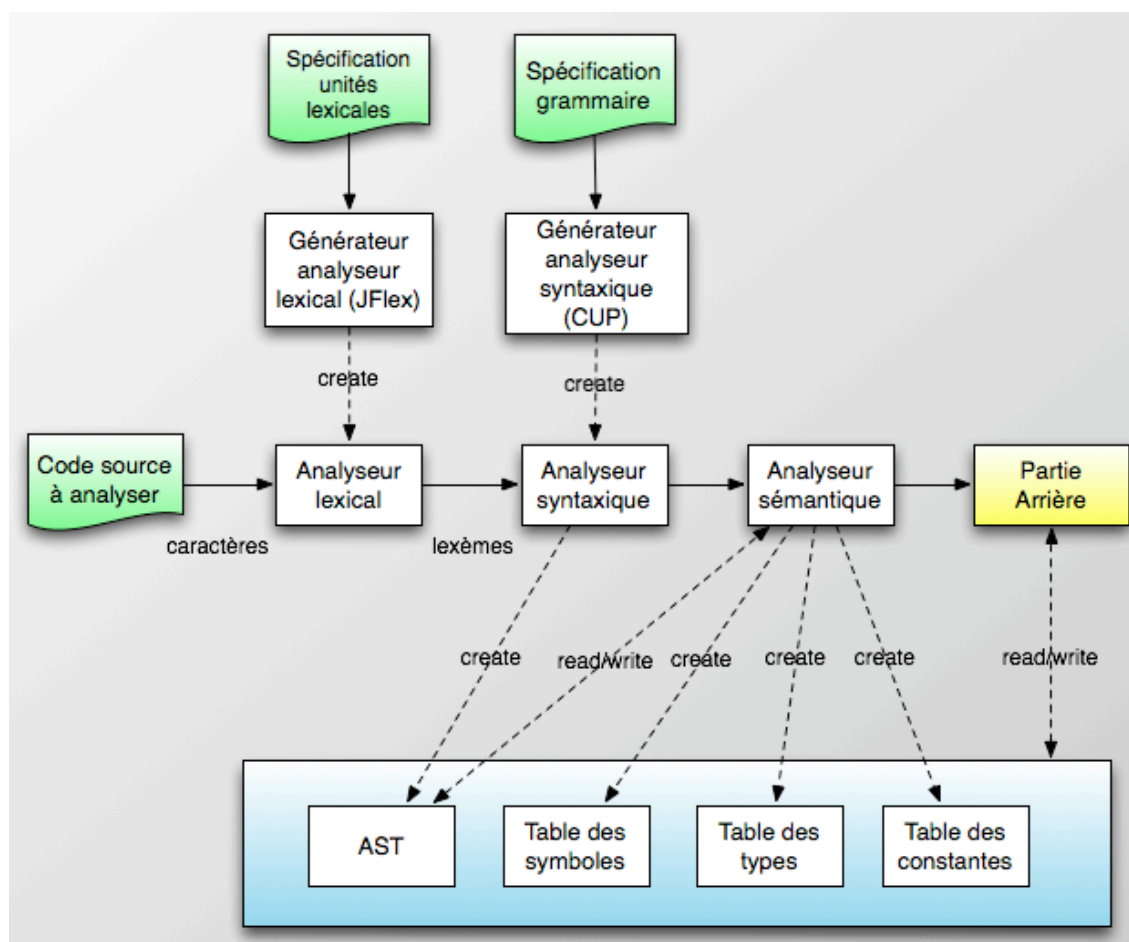 Spécification
unités
lexicales
Spécification
grammaire
Générateur
analyseur
lexical (JFlex)
Générateur
analyseur
syntaxique
(CUP)
create
create
Code source
à analyser
Analyseur
lexical
Analyseur
syntaxique
Analyseur
sémantique
Partie
Arrière
caractères
lexèmes
create
read/write
create
create
create
read/write
AST
Table des
symboles
Table des
types
Table des
constantes